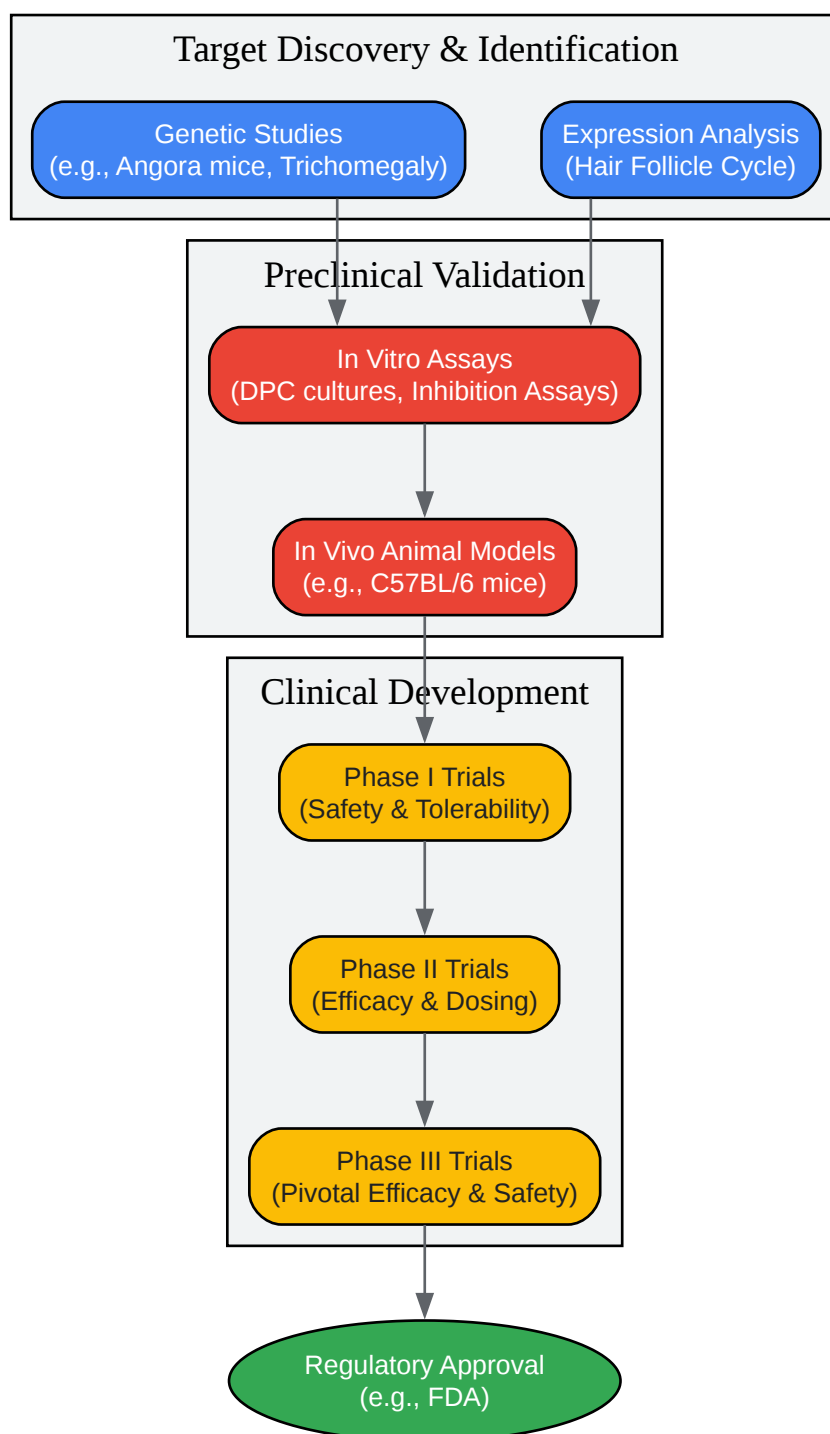 Target Discovery & Identification
Genetic Studies
(e.g., Angora mice, Trichomegaly)
Expression Analysis
(Hair Follicle Cycle)
Preclinical Validation
In Vitro Assays
(DPC cultures, Inhibition Assays)
In Vivo Animal Models
(e.g., C57BL/6 mice)
Clinical Development
Phase I Trials
(Safety & Tolerability)
Phase II Trials
(Efficacy & Dosing)
Phase III Trials
(Pivotal Efficacy & Safety)
Regulatory Approval
(e.g., FDA)